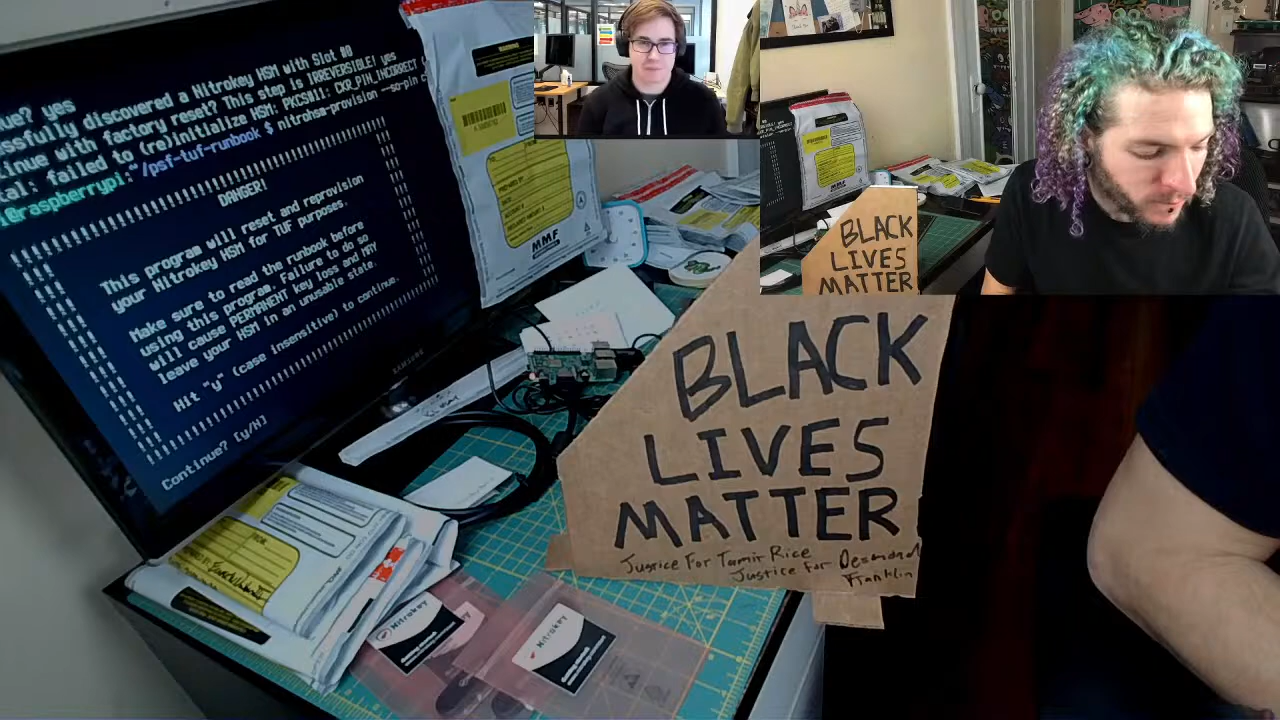 nue? yes
ssfully discovered a Nitrokey HSM with Slot #0
inue with factory reset? This step is IRREVERSIBLE! yes
tal: failed to (re)initialize HSM: PKCS#11: CKR_PIN_INCORRECT
i@raspberrypi:~/psf-tuf-runbook $ nitrohsm-provision --so-pin
DANGER!
This program will reset and reprovision
your Nitrokey HSM for TUF purposes.
Make sure to read the runbook before
using this program. Failure to do so
will cause PERMANENT key loss and MAY
leave your HSM in an unusable state.
Hit "y" (case insensitive) to continue.
Continue? [y/N]
SAMSUNG
MMF
BLACK
LIVES
MATTER
Justice For Tamir Rice
Justice For Desmond
Franklin
Nitrokey
Nitrokey
BLACK
LIVES
MATTER